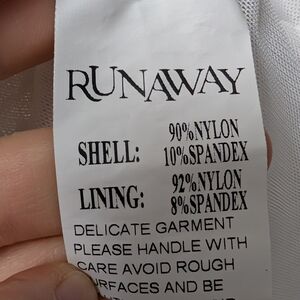 RUNAWAY
90%NYLON
SHELL: 10%SPANDEX
92%NYLON
LINING: 8%SPANDEX
DELICATE GARMENT
PLEASE HANDLE WITH
CARE AVOID ROUGH
SURFACES AND BE